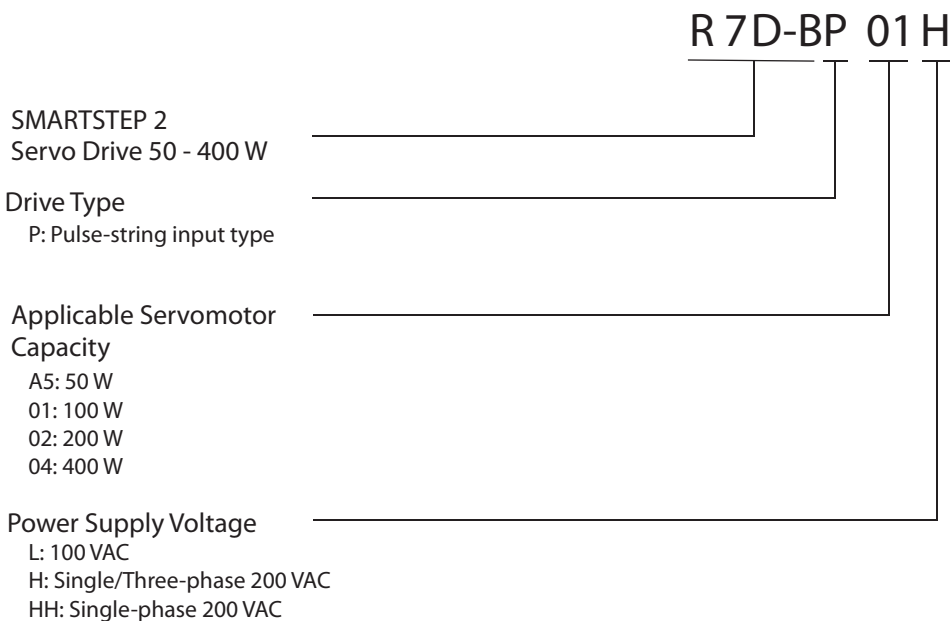 R 7D-BP 01 H
SMARTSTEP 2
Servo Drive 50 - 400 W
Drive Type
P: Pulse-string input type
Applicable Servomotor
Capacity
A5: 50 W
01: 100 W
02: 200 W
04: 400 W
Power Supply Voltage
L: 100 VAC
H: Single/Three-phase 200 VAC
HH: Single-phase 200 VAC